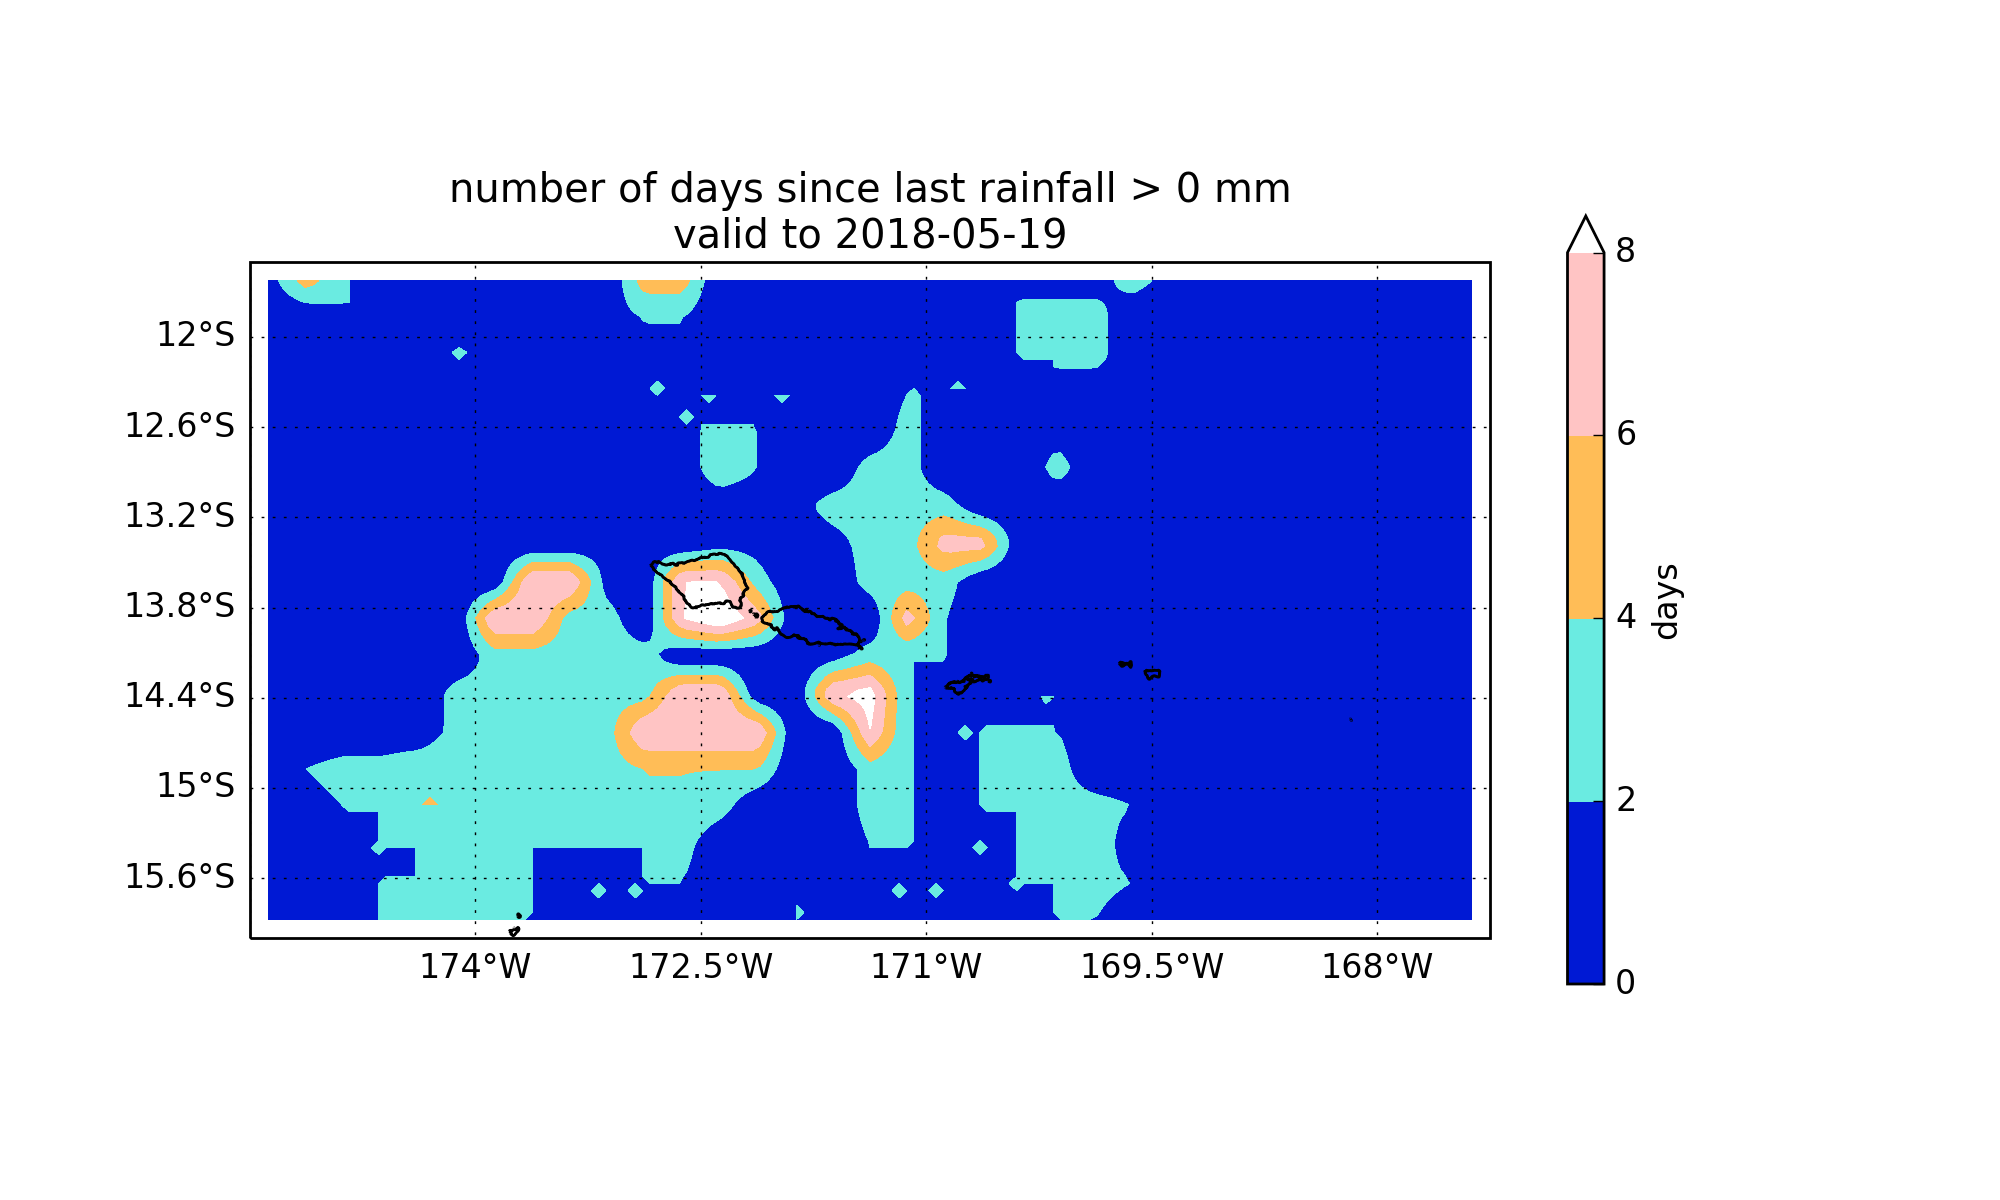 number of days since last rainfall > 0 mm
valid to 2018-05-19
12°S
12.6°S
13.2°S
13.8°S
14.4°S
15°S
15.6°S
174°W
172.5°W
171°W
169.5°W
168°W
8
6
4
2
0
days